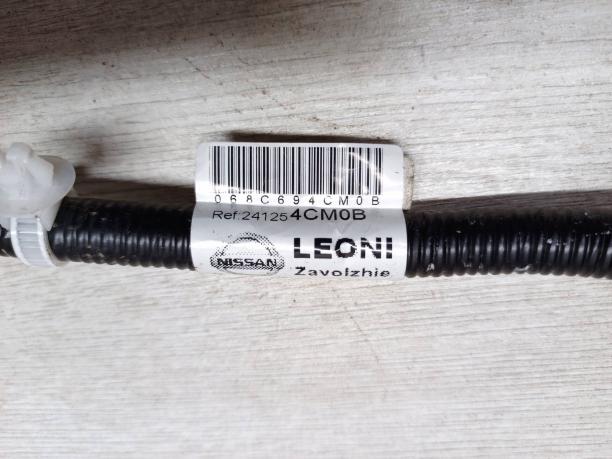 068C694CM0B
Ref:241254CM0B
NISSAN
LEONI
Zavolzhie